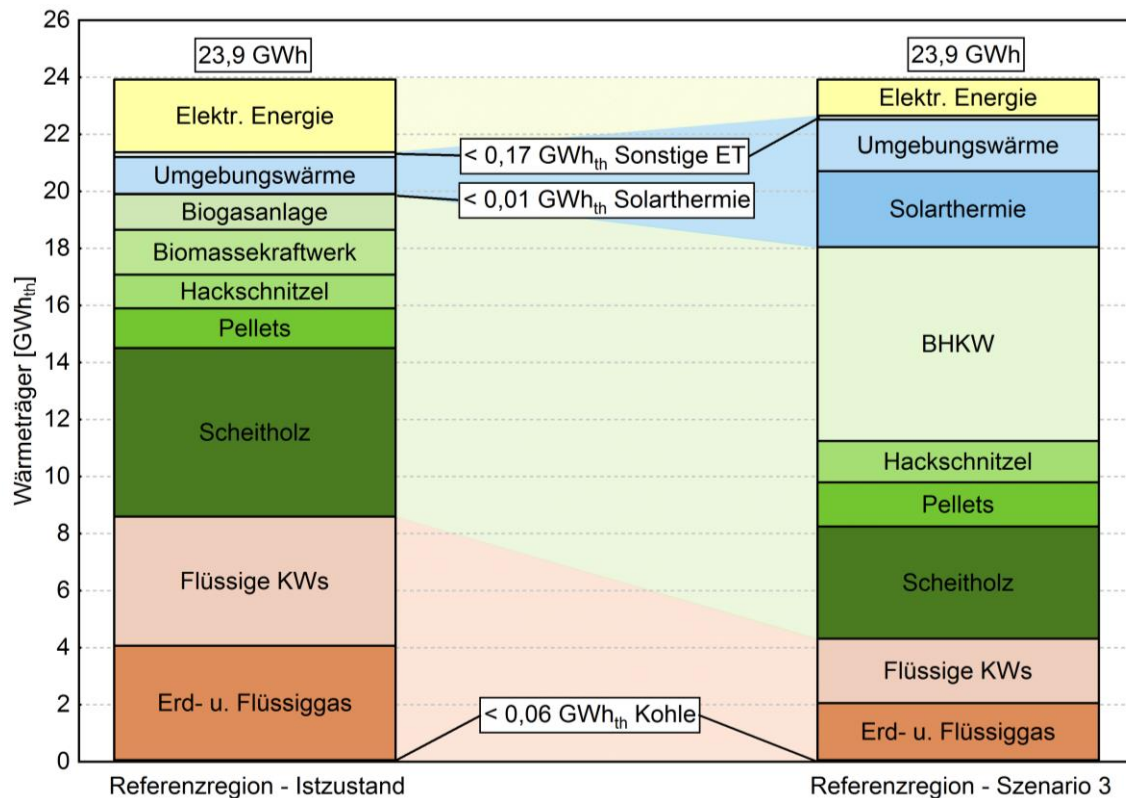 26
24
22
20
18
16
14
12
10
8
6
4
2
0
Wärmeträger [GWh_th]
23,9 GWh
Elektr. Energie
Umgebungswärme
Biogasanlage
Biomassekraftwerk
Hackschnitzel
Pellets
Scheitholz
Flüssige KWs
Erd- u. Flüssiggas
Referenzregion - Istzustand
< 0,17 GWh_th Sonstige ET
< 0,01 GWh_th Solarthermie
< 0,06 GWh_th Kohle
23,9 GWh
Elektr. Energie
Umgebungswärme
Solarthermie
BHKW
Hackschnitzel
Pellets
Scheitholz
Flüssige KWs
Erd- u. Flüssiggas
Referenzregion - Szenario 3